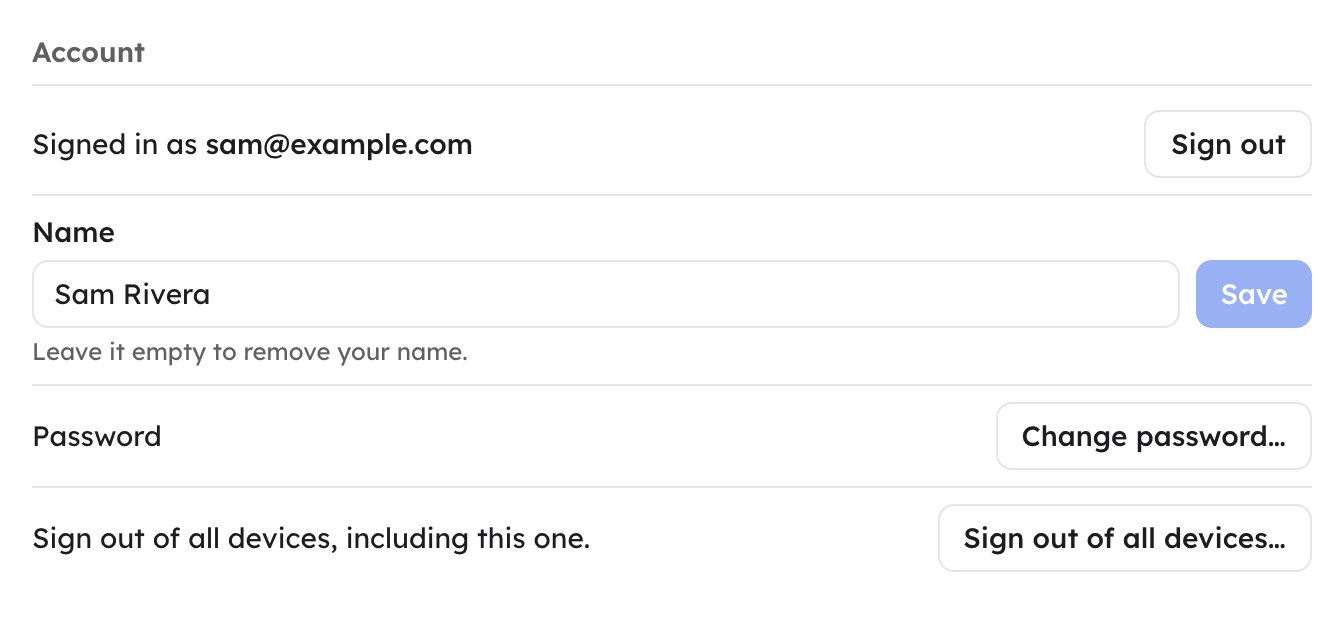 Account
Signed in as sam@example.com
Sign out
Name
Sam Rivera
Save
Leave it empty to remove your name.
Password
Change password...
Sign out of all devices, including this one.
Sign out of all devices...